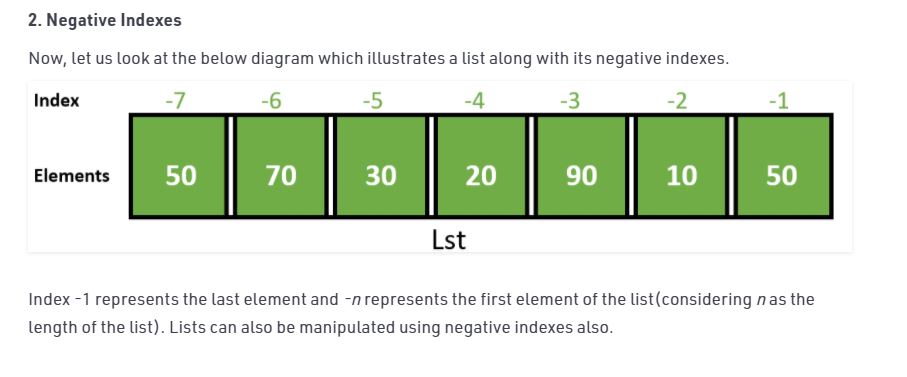 2. Negative Indexes
Now, let us look at the below diagram which illustrates a list along with its negative indexes.
Index -7 -6 -5 -4 -3 -2 -1
Elements 50 70 30 20 90 10 50
Lst
Index -1 represents the last element and -n represents the first element of the list(considering n as the
length of the list). Lists can also be manipulated using negative indexes also.